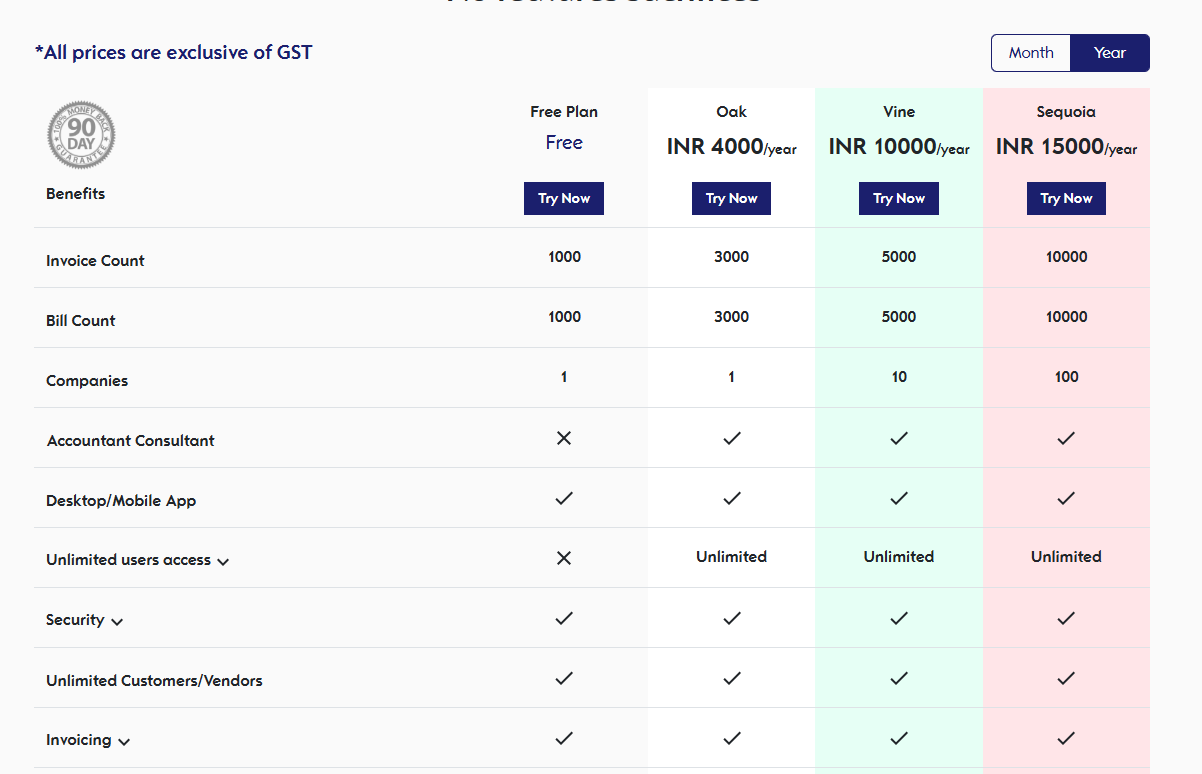 *All prices are exclusive of GST
Month Year
100% MONEY BACK
90
DAY
GUARANTEE
Free Plan Oak Vine Sequoia
Free INR 4000/year INR 10000/year INR 15000/year
Benefits Try Now Try Now Try Now Try Now
Invoice Count 1000 3000 5000 10000
Bill Count 1000 3000 5000 10000
Companies 1 1 10 100
Accountant Consultant
Desktop/Mobile App
Unlimited users access Unlimited Unlimited Unlimited
Security
Unlimited Customers/Vendors
Invoicing